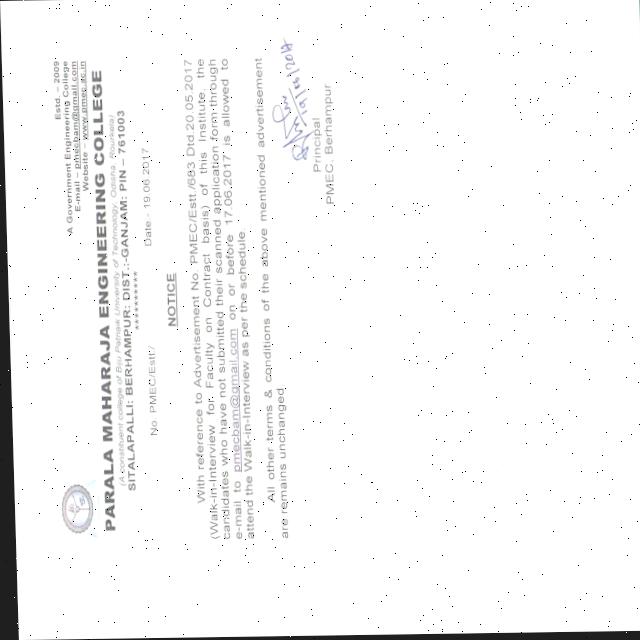 Estd. – 2009
A Government Engineering College
E-mail – pmecbam@gmail.com
Website – www.pmec.ac.in
PARALA MAHARAJA ENGINEERING COLLEGE
(A constituent college of Biju Patnaik University of Technology, Odisha, Rourkela)
SITALAPALLI: BERHAMPUR: DIST.:-GANJAM: PIN – 761003
**********
No. PMEC/Estt/ Date:- 19.06.2017
NOTICE
With reference to Advertisement No. PMEC/Estt./683 Dtd.20.05.2017
(Walk-in-Interview for Faculty on Contract basis) of this Institute, the
candidates who have not submitted their scanned application form through
e-mail to pmecbam@gmail.com on or before 17.06.2017 is allowed to
attend the Walk-in-Interview as per the schedule
All other terms & conditions of the above mentioned advertisement
are remains unchanged
19/06/2017
Principal
PMEC, Berhampur